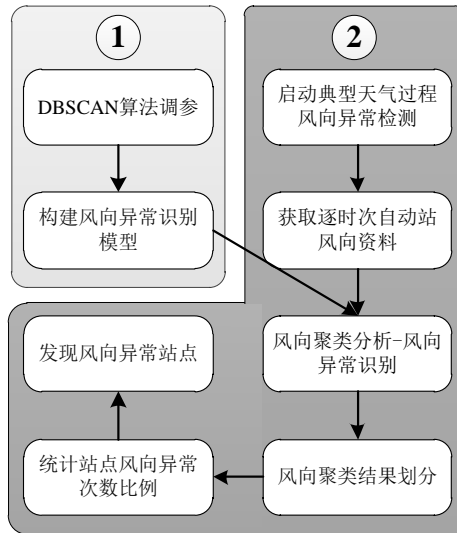 1
DBSCAN算法调参
构建风向异常识别
模型
2
启动典型天气过程
风向异常检测
获取逐时次自动站
风向资料
风向聚类分析-风向
异常识别
风向聚类结果划分
统计站点风向异常
次数比例
发现风向异常站点